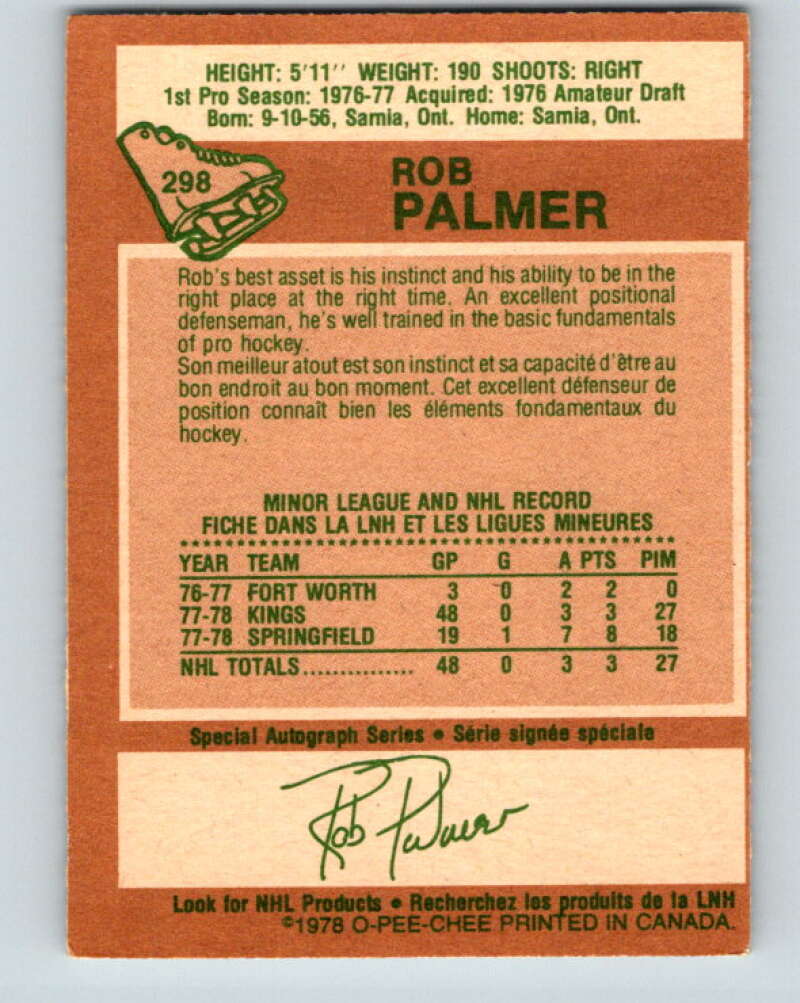 HEIGHT: 5'11'' WEIGHT: 190 SHOOTS: RIGHT
1st Pro Season: 1976-77 Acquired: 1976 Amateur Draft
Born: 9-10-56, Sarnia, Ont. Home: Sarnia, Ont.
298
ROB
PALMER
Rob's best asset is his instinct and his ability to be in the
right place at the right time. An excellent positional
defenseman, he's well trained in the basic fundamentals
of pro hockey.
Son meilleur atout est son instinct et sa capacité d'être au
bon endroit au bon moment. Cet excellent défenseur de
position connaît bien les éléments fondamentaux du
hockey.
MINOR LEAGUE AND NHL RECORD
FICHE DANS LA LNH ET LES LIGUES MINEURES
YEAR TEAM GP G A PTS PIM
76-77 FORT WORTH 3 0 2 2 0
77-78 KINGS 48 0 3 3 27
77-78 SPRINGFIELD 19 1 7 8 18
NHL TOTALS............... 48 0 3 3 27
Special Autograph Series • Série signée spéciale
Rob Palmer
Look for NHL Products • Recherchez les produits de la LNH
©1978 O-PEE-CHEE PRINTED IN CANADA.